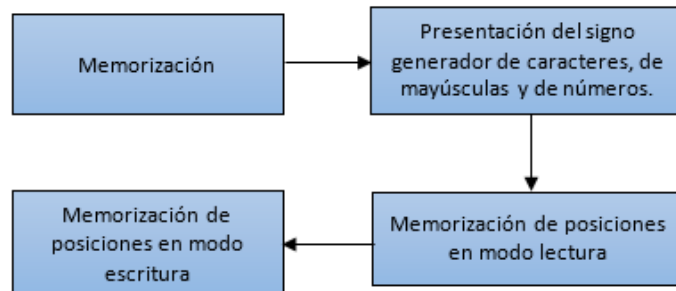 Memorización
Presentación del signo
generador de caracteres, de
mayúsculas y de números.
Memorización de posiciones
en modo lectura
Memorización de
posiciones en modo
escritura